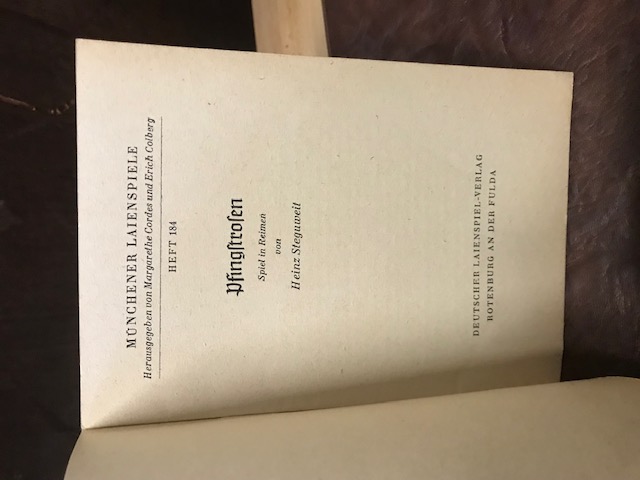 MÜNCHENER LAIENSPIELE
Herausgegeben von Margarethe Cordes und Erich Colberg
HEFT 184
Pfingstrosen
Spiel in Reimen
von
Heinz Steguweit
DEUTSCHER LAIENSPIEL-VERLAG
ROTENBURG AN DER FULDA